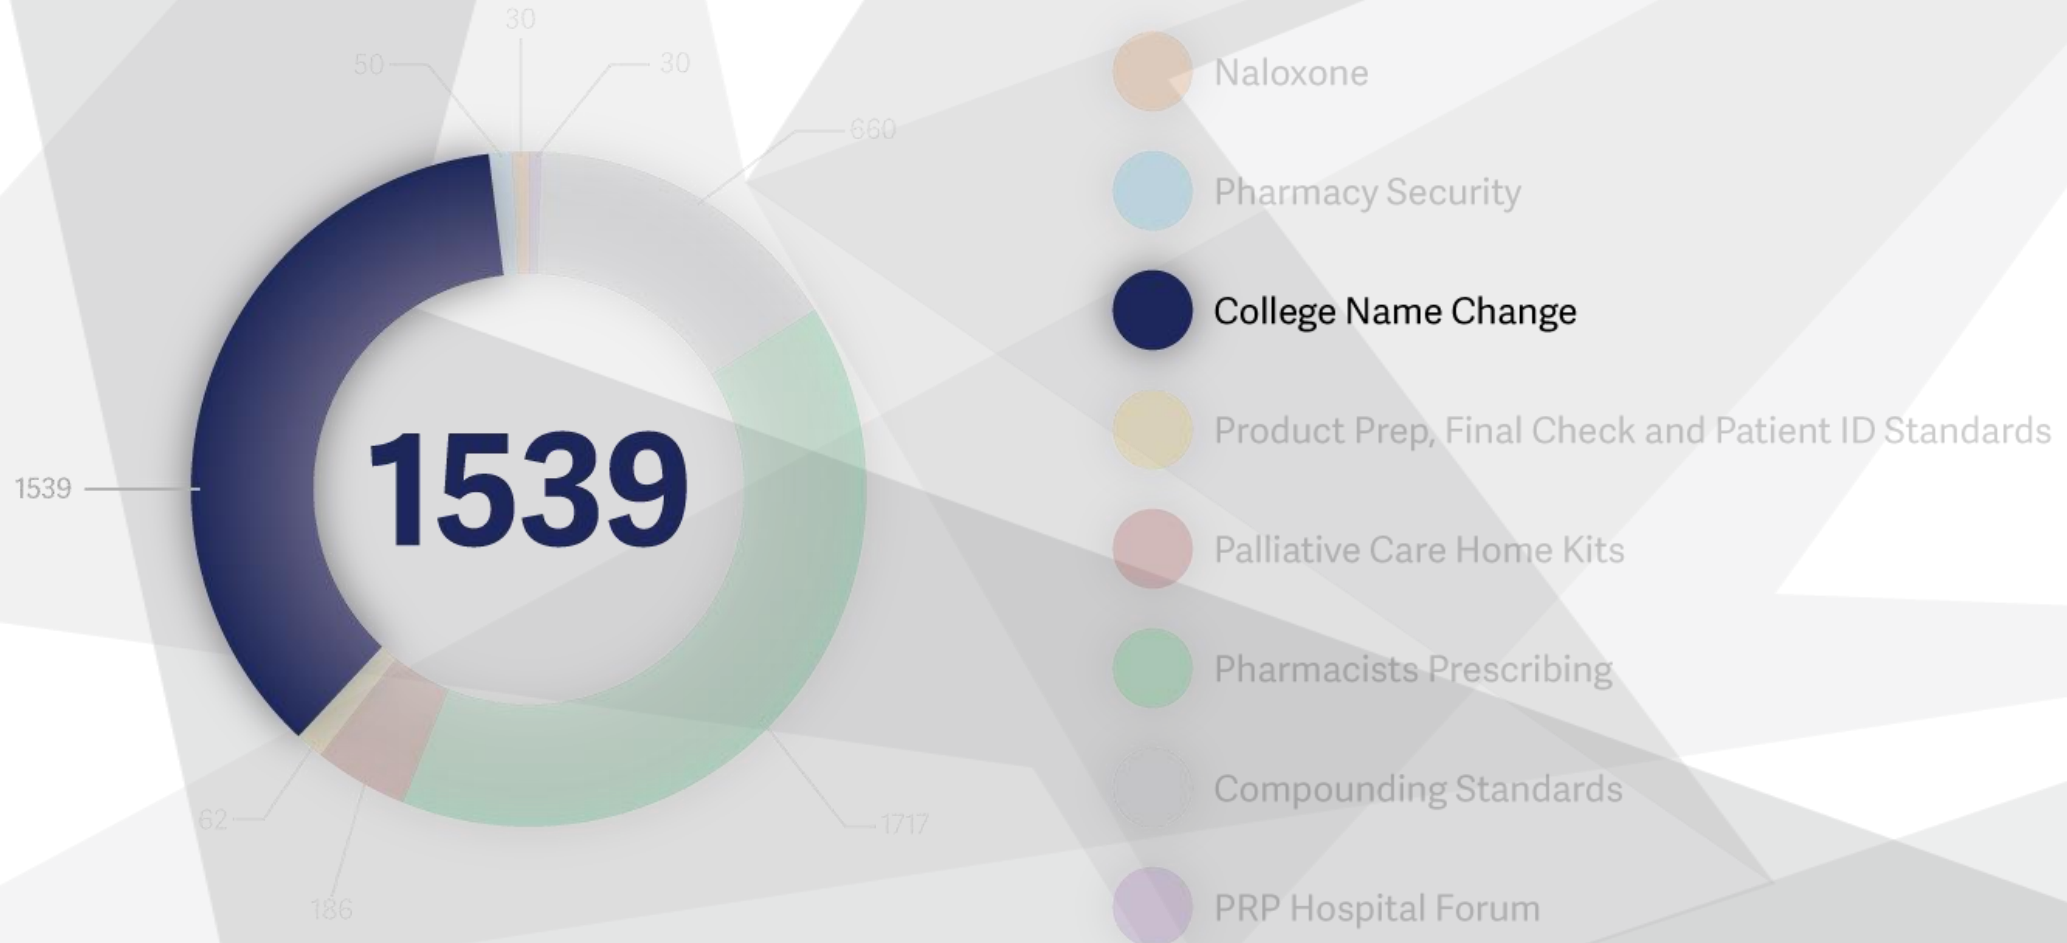 30
50
30
660
1539
1539
62
186
1717
Naloxone
Pharmacy Security
College Name Change
Product Prep, Final Check and Patient ID Standards
Palliative Care Home Kits
Pharmacists Prescribing
Compounding Standards
PRP Hospital Forum